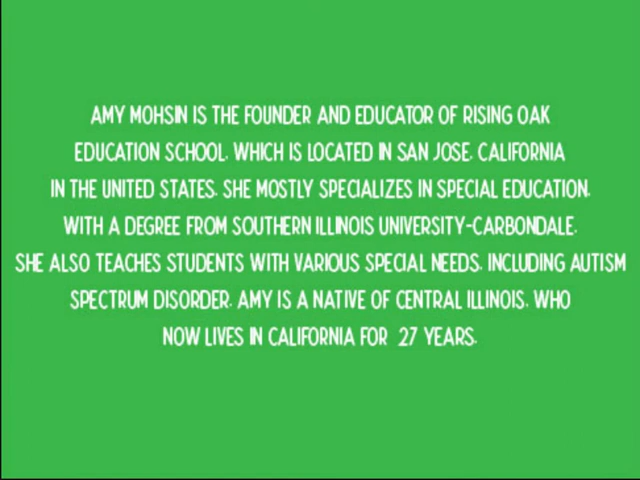 AMY MOHSIN IS THE FOUNDER AND EDUCATOR OF RISING OAK
EDUCATION SCHOOL, WHICH IS LOCATED IN SAN JOSE, CALIFORNIA
IN THE UNITED STATES. SHE MOSTLY SPECIALIZES IN SPECIAL EDUCATION,
WITH A DEGREE FROM SOUTHERN ILLINOIS UNIVERSITY-CARBONDALE.
SHE ALSO TEACHES STUDENTS WITH VARIOUS SPECIAL NEEDS, INCLUDING AUTISM
SPECTRUM DISORDER. AMY IS A NATIVE OF CENTRAL ILLINOIS, WHO
NOW LIVES IN CALIFORNIA FOR 27 YEARS.